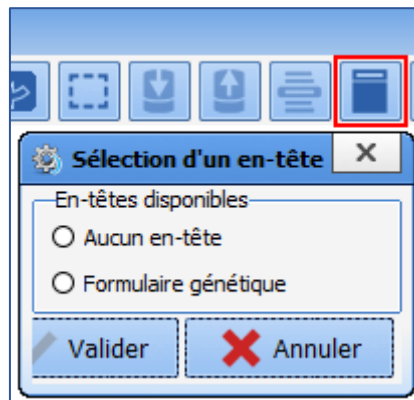 Sélection d'un en-tête
En-têtes disponibles
Aucun en-tête
Formulaire génétique
Valider
Annuler